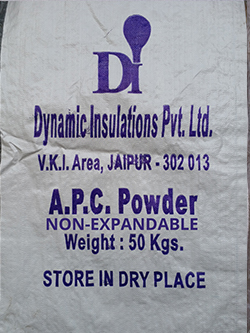 DI
Dynamic Insulations Pvt. Ltd.
V.K.I. Area, JAIPUR - 302 013
A.P.C. Powder
NON-EXPANDABLE
Weight : 50 Kgs.
STORE IN DRY PLACE